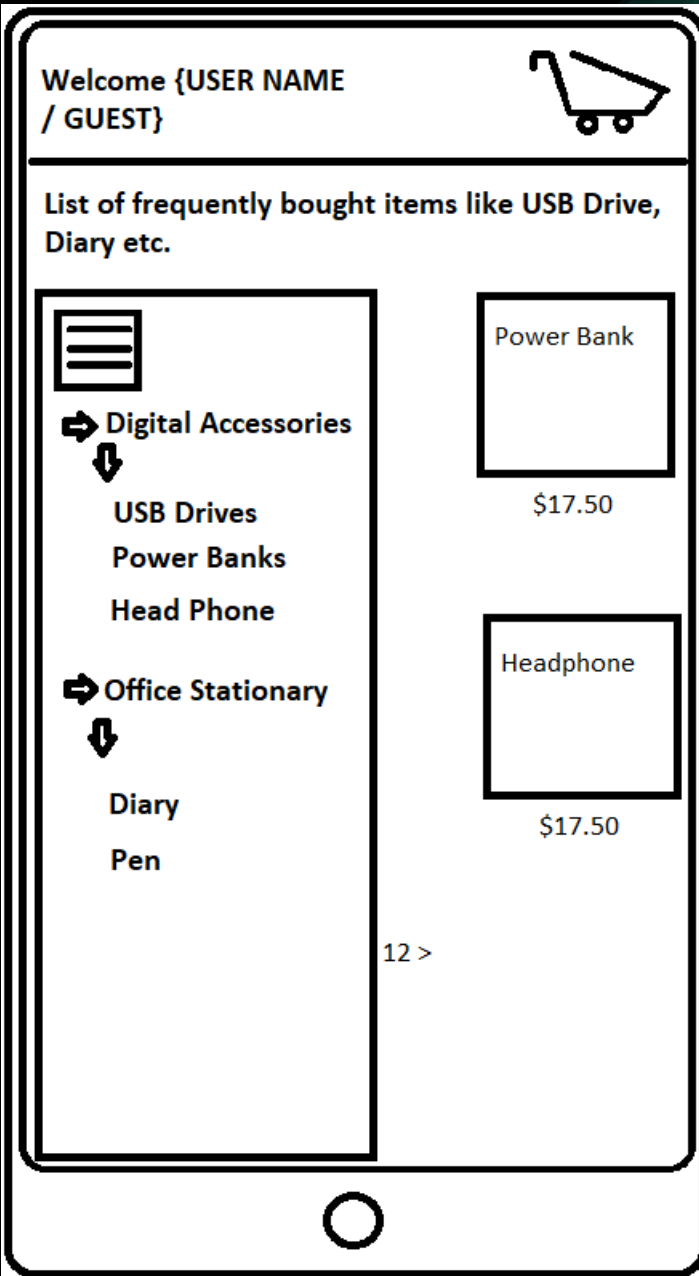 Welcome {USER NAME
/ GUEST}
List of frequently bought items like USB Drive,
Diary etc.
Digital Accessories
USB Drives
Power Banks
Head Phone
Office Stationary
Diary
Pen
Power Bank
$17.50
Headphone
$17.50
12 >